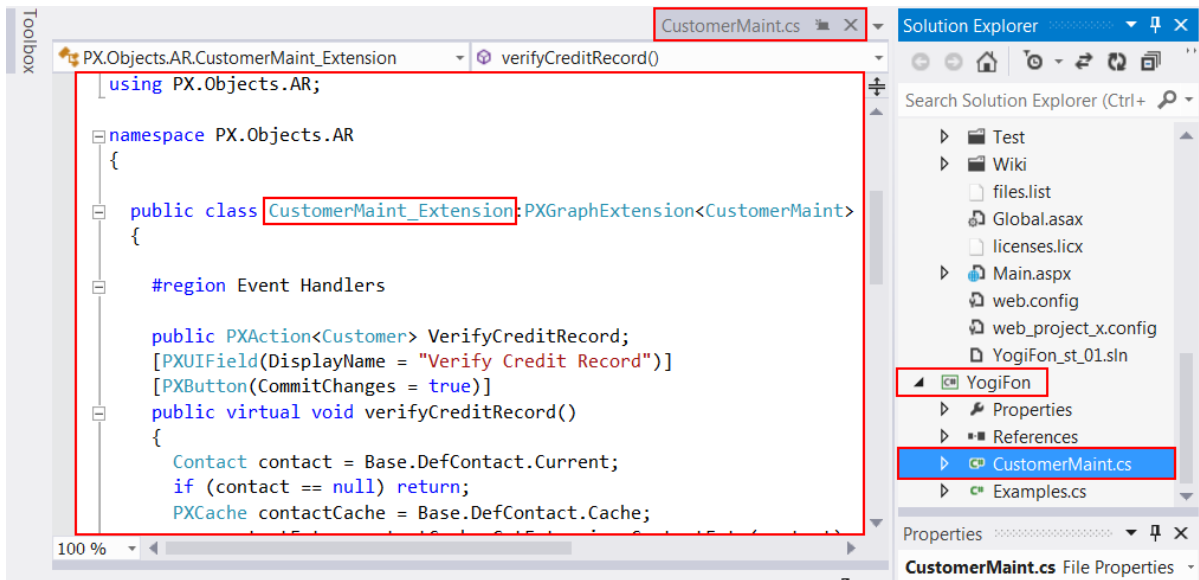 Toolbox
CustomerMaint.cs
PX.Objects.AR.CustomerMaint_Extension
verifyCreditRecord()
using PX.Objects.AR;
namespace PX.Objects.AR
{
public class CustomerMaint_Extension:PXGraphExtension<CustomerMaint>
{
#region Event Handlers
public PXAction<Customer> VerifyCreditRecord;
[PXUIField(DisplayName = "Verify Credit Record")]
[PXButton(CommitChanges = true)]
public virtual void verifyCreditRecord()
{
Contact contact = Base.DefContact.Current;
if (contact == null) return;
PXCache contactCache = Base.DefContact.Cache;
100 %
Solution Explorer
Search Solution Explorer (Ctrl+
Test
Wiki
files.list
Global.asax
licenses.licx
Main.aspx
web.config
web_project_x.config
YogiFon_st_01.sln
YogiFon
Properties
References
CustomerMaint.cs
Examples.cs
Properties
CustomerMaint.cs File Properties